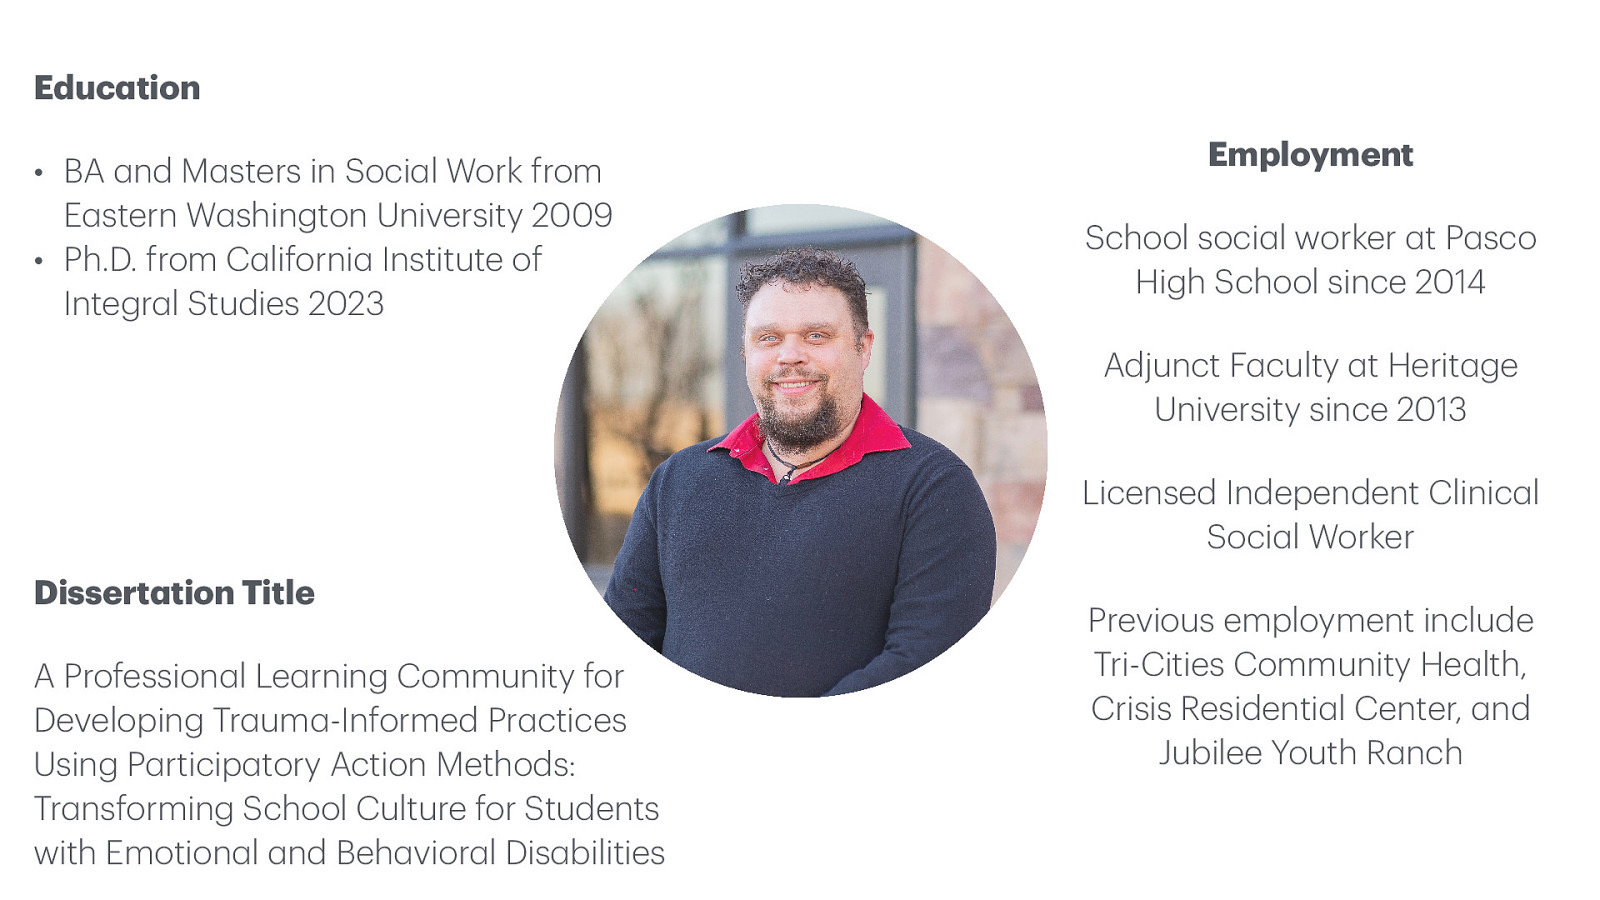 Education
• BA and Masters in Social Work from
Eastern Washington University 2009
• Ph.D. from California Institute of
Integral Studies 2023
Dissertation Title
A Professional Learning Community for
Developing Trauma-Informed Practices
Using Participatory Action Methods:
Transforming School Culture for Students
with Emotional and Behavioral Disabilities
Employment
School social worker at Pasco
High School since 2014
Adjunct Faculty at Heritage
University since 2013
Licensed Independent Clinical
Social Worker
Previous employment include
Tri-Cities Community Health,
Crisis Residential Center, and
Jubilee Youth Ranch